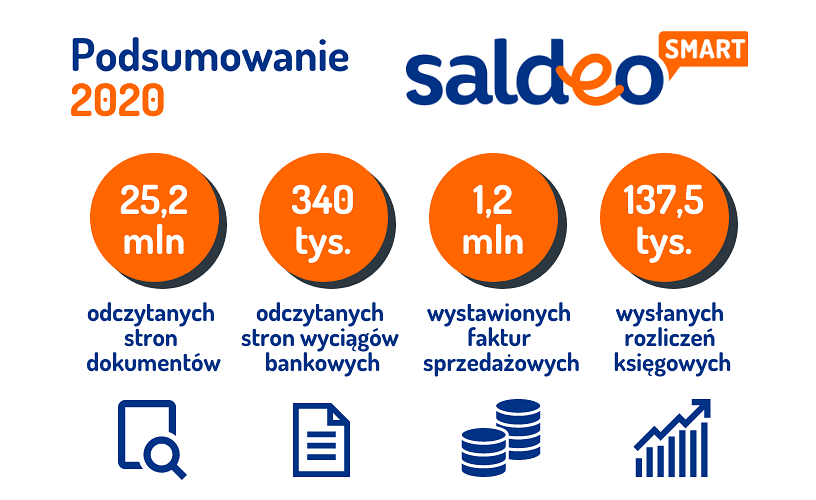 Podsumowanie
2020
saldeo
SMART
25,2
mln
340
tys.
1,2
mln
137,5
tys.
odczytanych
stron
dokumentów
odczytanych
stron wyciągów
bankowych
wystawionych
faktur
sprzedażowych
wysłanych
rozliczeń
księgowych